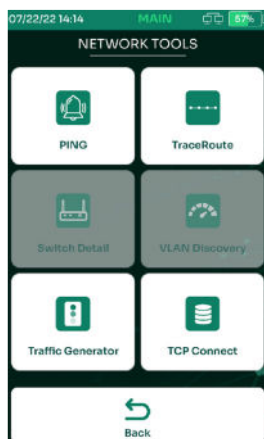 07/22/22 14:14 MAIN 57%
NETWORK TOOLS
PING TraceRoute
Switch Detail VLAN Discovery
Traffic Generator TCP Connect
Back